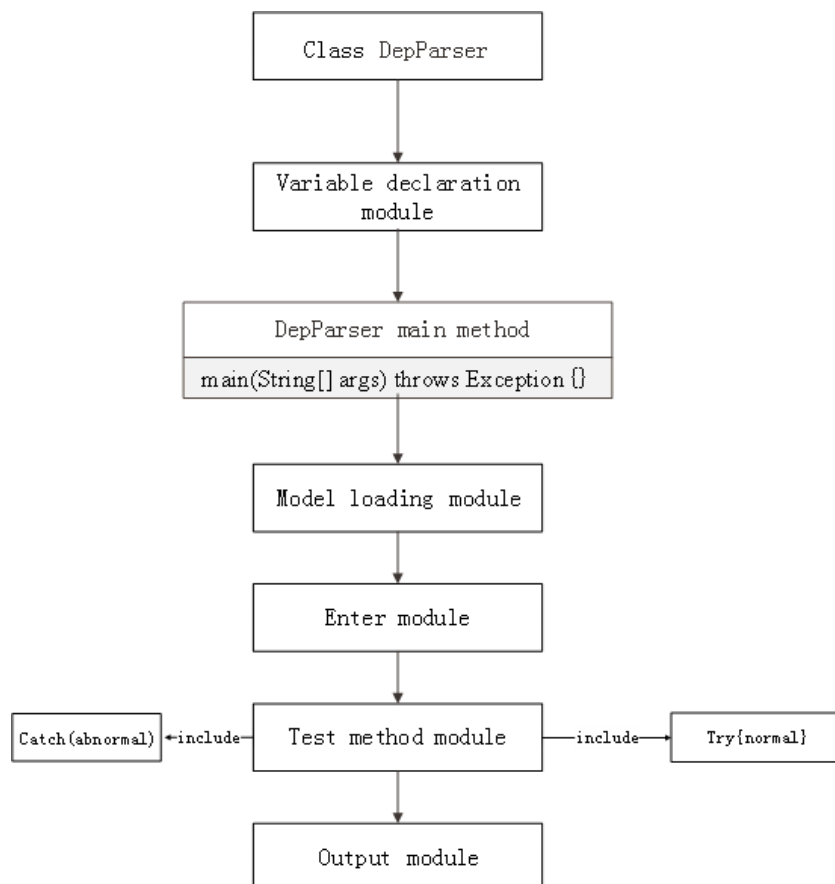 Class DepParser
Variable declaration
module
DepParser main method
main(String[] args) throws Exception {}
Model loading module
Enter module
Catch(abnormal)
include
Test method module
include
Try{normal}
Output module